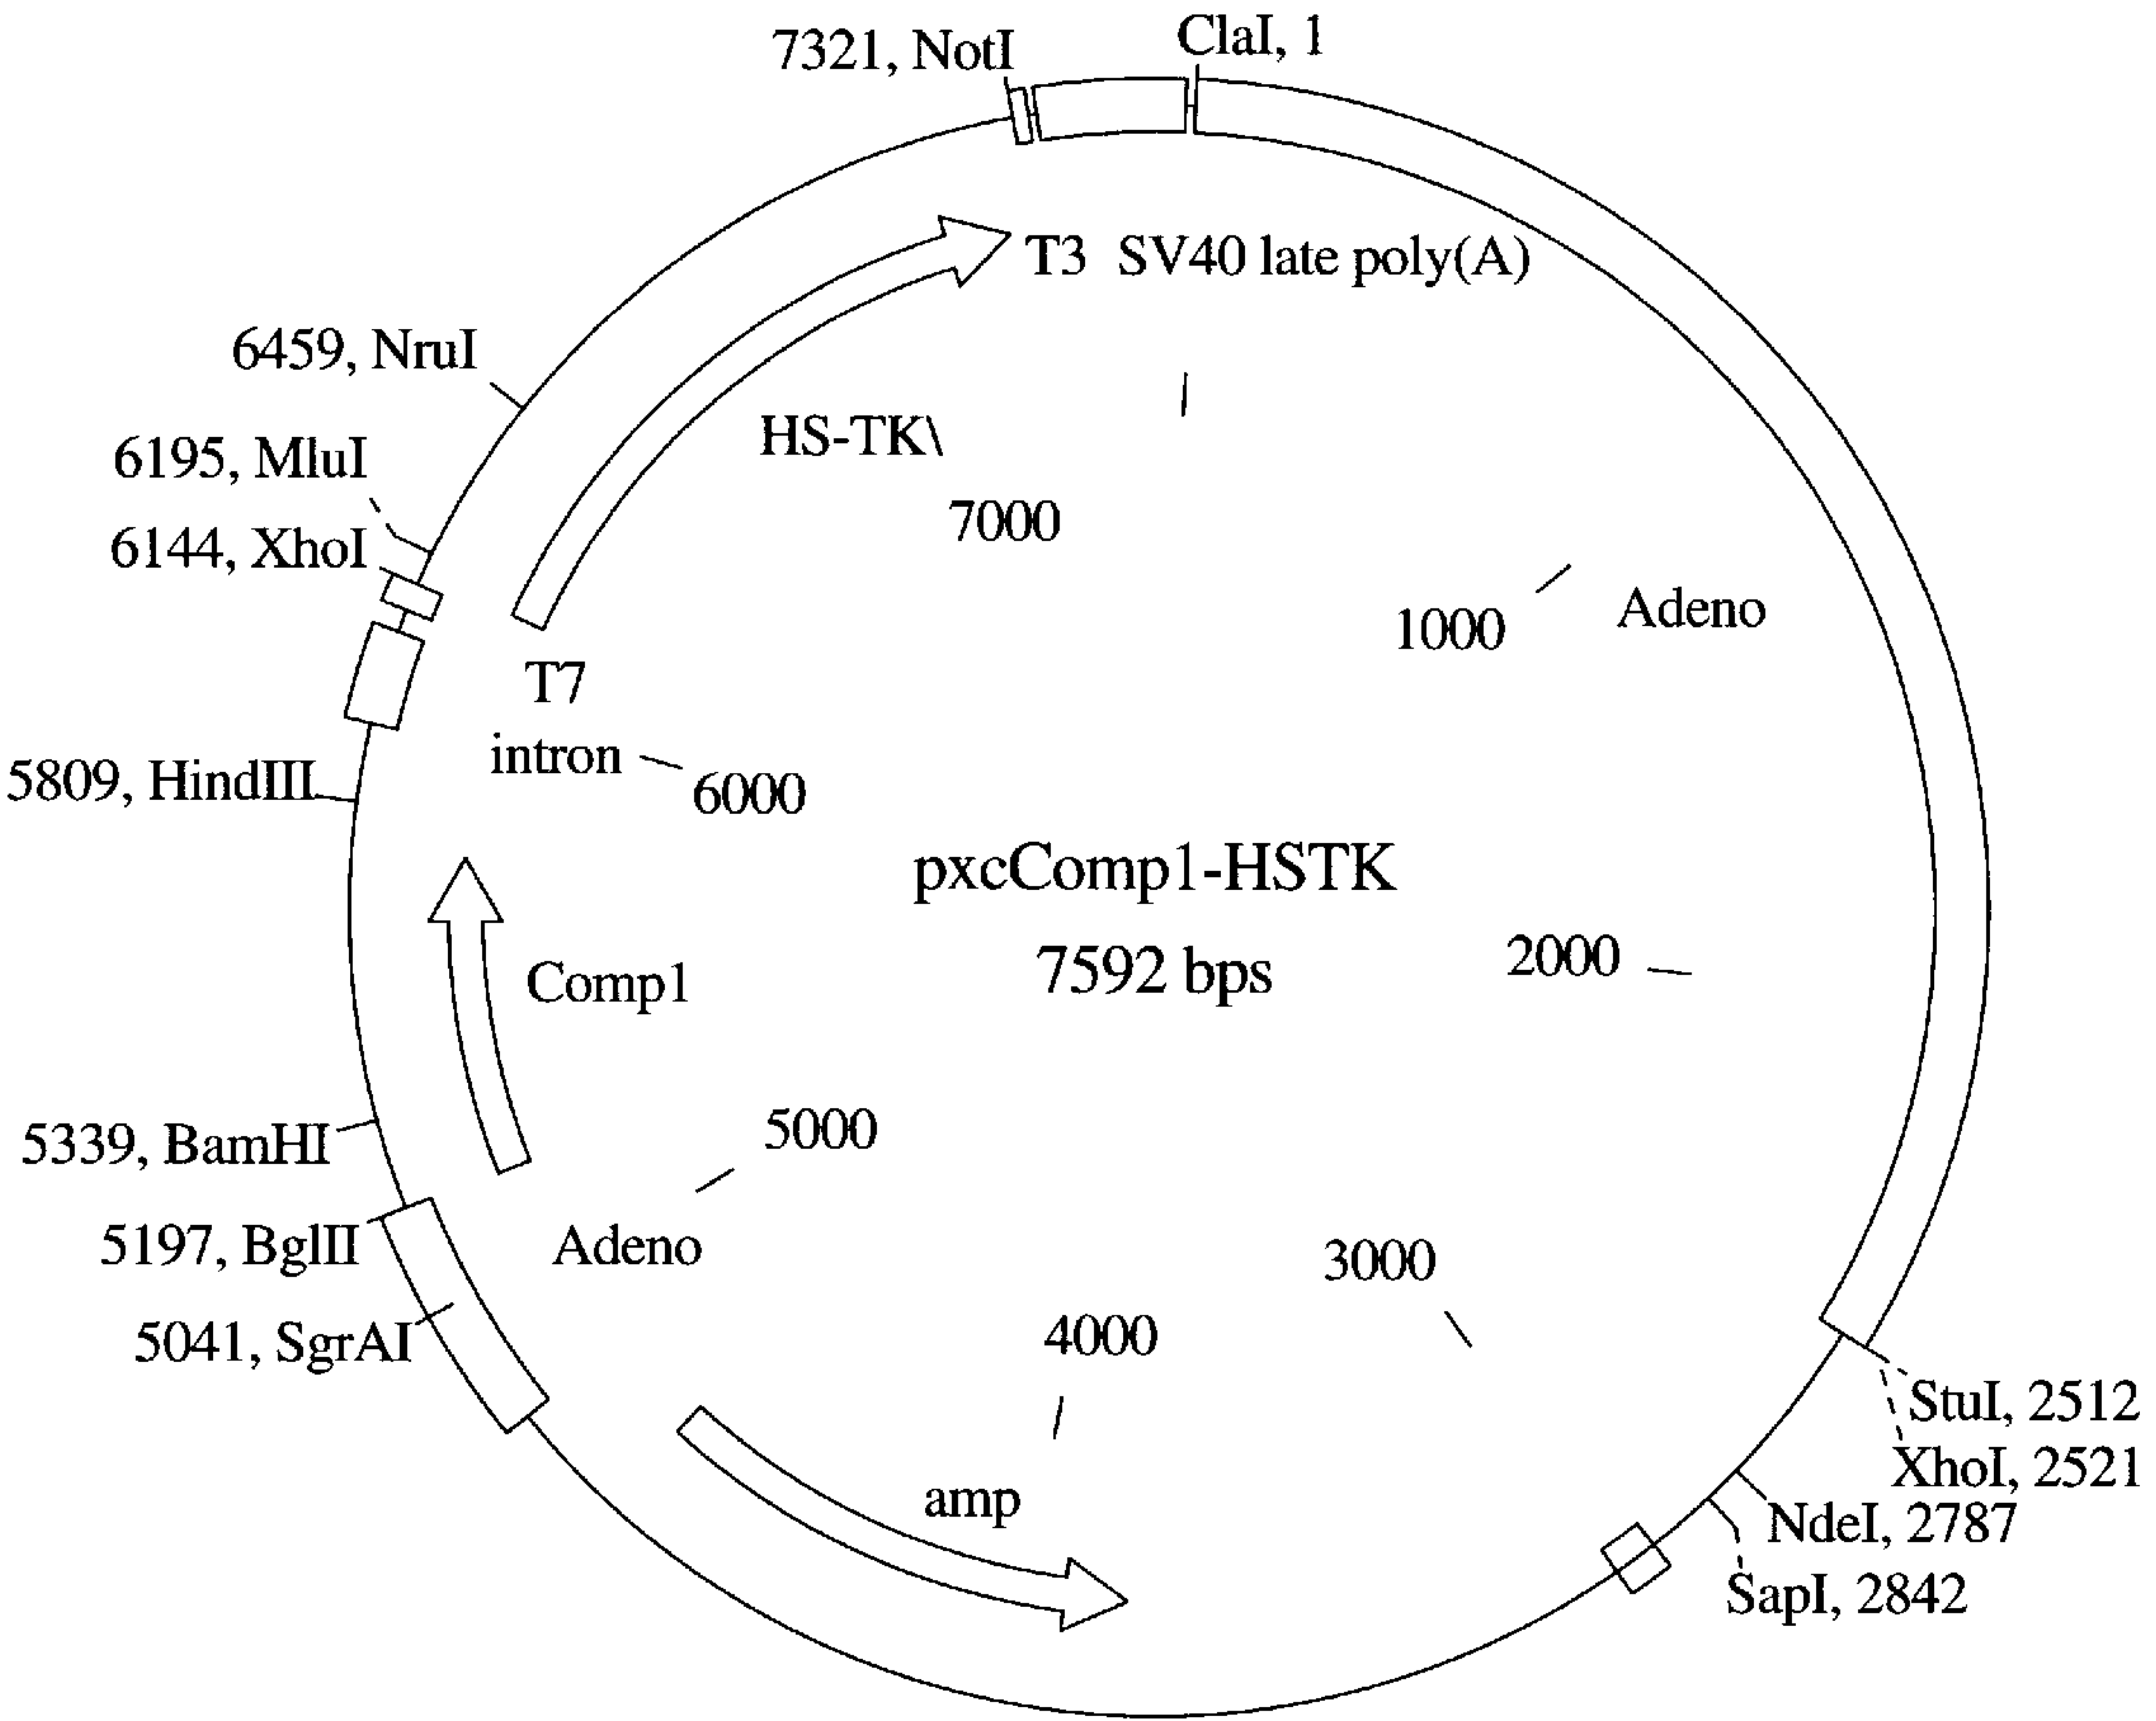 ClaI, 1
7321, NotI
T3 SV40 late poly(A)
6459, NruI
HS-TK\
6195, MluI
7000
6144, XhoI
1000
Adeno
T7
intron
5809, HindIII
6000
pxcComp1-HSTK
7592 bps
2000
Comp1
5000
5339, BamHI
5197, BglII
Adeno
3000
5041, SgrAI
4000
StuI, 2512
XhoI, 2521
amp
NdeI, 2787
SapI, 2842